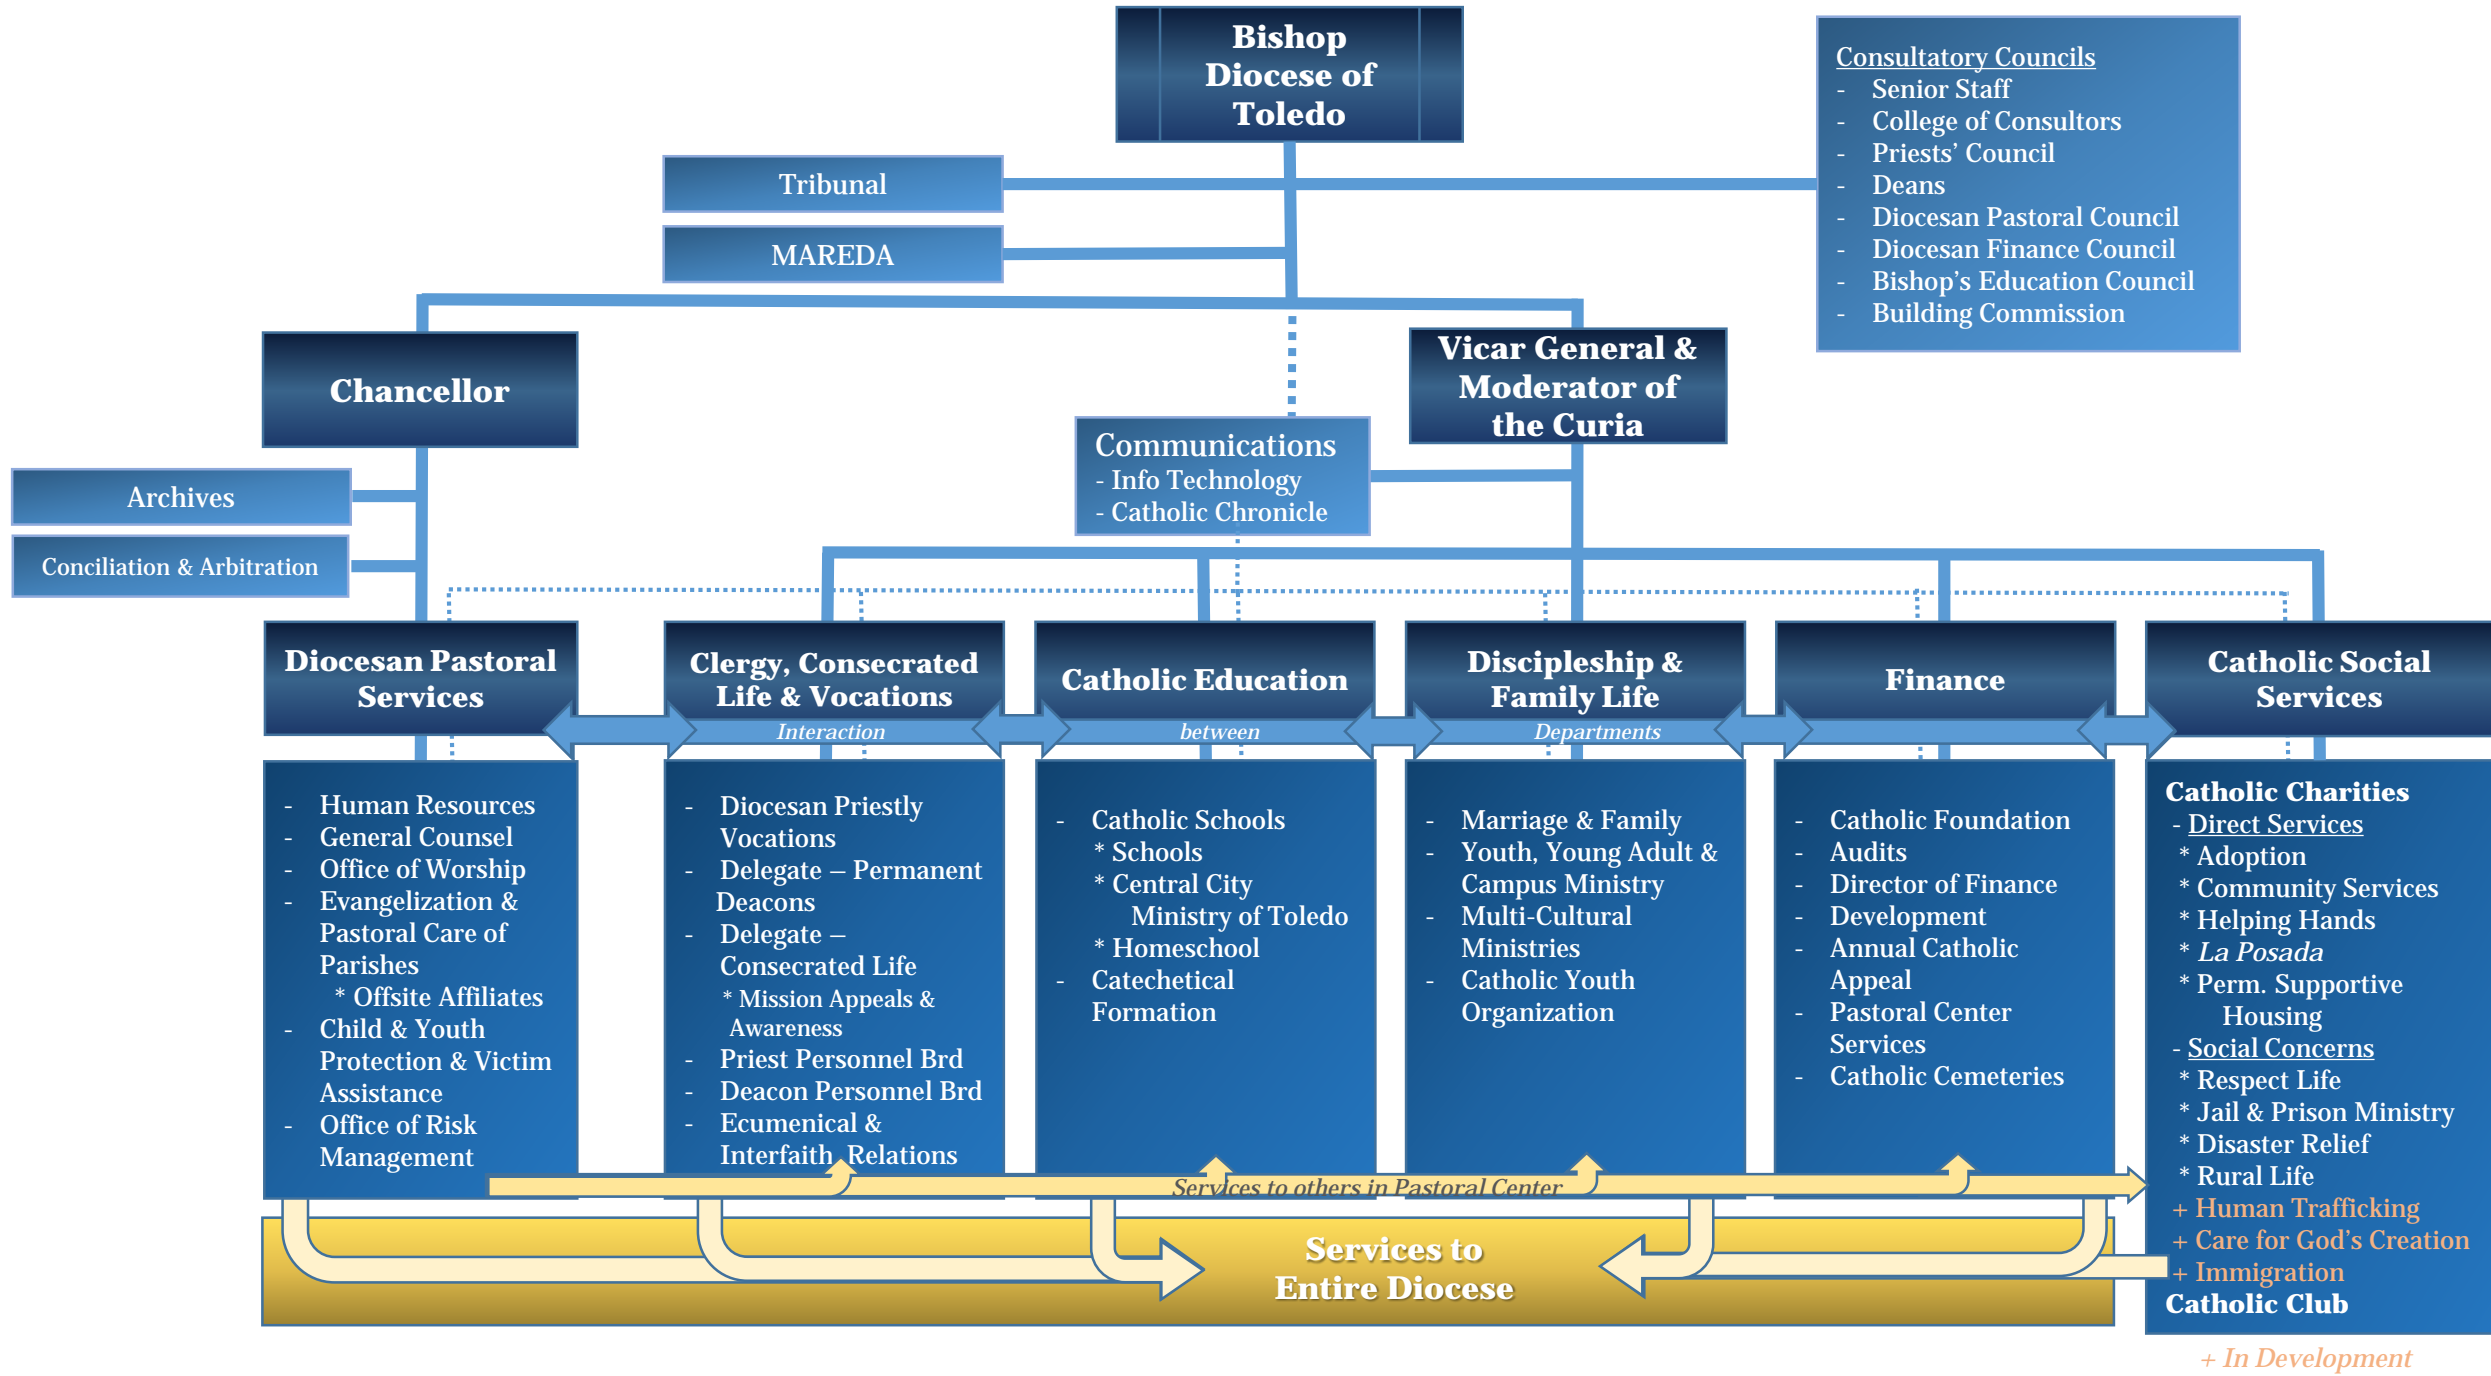 Bishop
Diocese of
Toledo
Consultatory Councils
- Senior Staff
- College of Consultors
- Priests’ Council
- Deans
- Diocesan Pastoral Council
- Diocesan Finance Council
- Bishop’s Education Council
- Building Commission
Tribunal
MAREDA
Chancellor
Vicar General &
Moderator of
the Curia
Communications
- Info Technology
- Catholic Chronicle
Archives
Conciliation & Arbitration
Diocesan Pastoral
Services
Clergy, Consecrated
Life & Vocations
Catholic Education
Discipleship &
Family Life
Finance
Catholic Social
Services
Interaction
between
Departments
- Human Resources
- General Counsel
- Office of Worship
- Evangelization &
Pastoral Care of
Parishes
* Offsite Affiliates
- Child & Youth
Protection & Victim
Assistance
- Office of Risk
Management
- Diocesan Priestly
Vocations
- Delegate – Permanent
Deacons
- Delegate –
Consecrated Life
* Mission Appeals &
Awareness
- Priest Personnel Brd
- Deacon Personnel Brd
- Ecumenical &
Interfaith Relations
- Catholic Schools
* Schools
* Central City
Ministry of Toledo
* Homeschool
- Catechetical
Formation
- Marriage & Family
- Youth, Young Adult &
Campus Ministry
- Multi-Cultural
Ministries
- Catholic Youth
Organization
- Catholic Foundation
- Audits
- Director of Finance
- Development
- Annual Catholic
Appeal
- Pastoral Center
Services
- Catholic Cemeteries
Catholic Charities
- Direct Services
* Adoption
* Community Services
* Helping Hands
* La Posada
* Perm. Supportive
Housing
- Social Concerns
* Respect Life
* Jail & Prison Ministry
* Disaster Relief
* Rural Life
+ Human Trafficking
+ Care for God’s Creation
+ Immigration
Catholic Club
Services to others in Pastoral Center
Services to
Entire Diocese
+ In Development